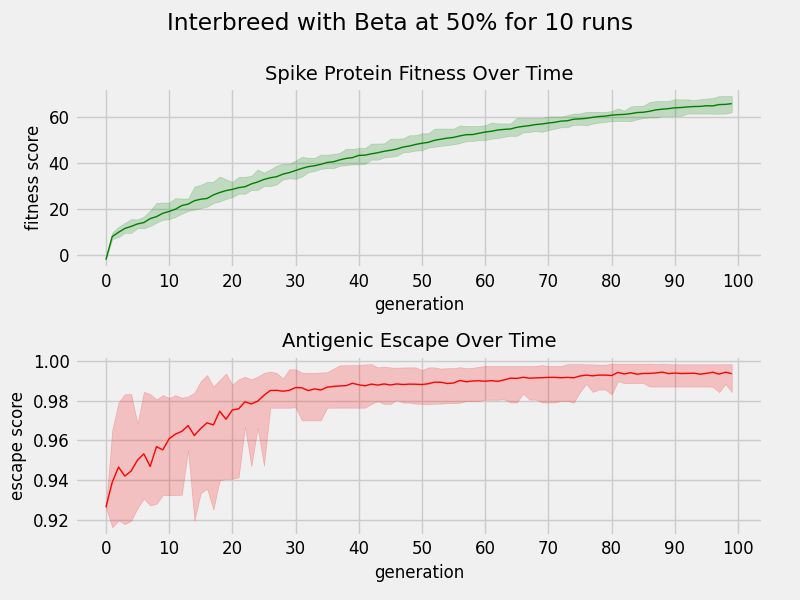 Interbreed with Beta at 50% for 10 runs
Spike Protein Fitness Over Time
fitness score
60
40
20
0
0 10 20 30 40 50 60 70 80 90 100
generation
Antigenic Escape Over Time
escape score
1.00
0.98
0.96
0.94
0.92
0 10 20 30 40 50 60 70 80 90 100
generation